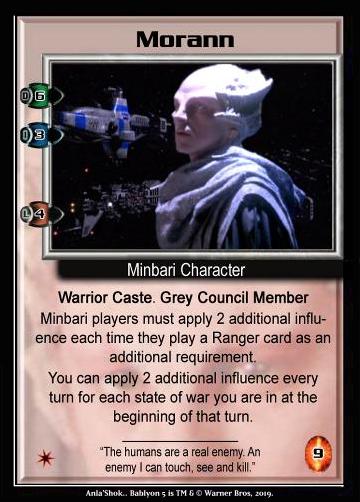 Morann
D 6
D 3
L 4
Minbari Character
Warrior Caste. Grey Council Member
Minbari players must apply 2 additional influ-
ence each time they play a Ranger card as an
additional requirement.
You can apply 2 additional influence every
turn for each state of war you are in at the
beginning of that turn.
“The humans are a real enemy. An
enemy I can touch, see and kill.”
9
Anla'Shok.. Bablyon 5 is TM & © Warner Bros, 2019.